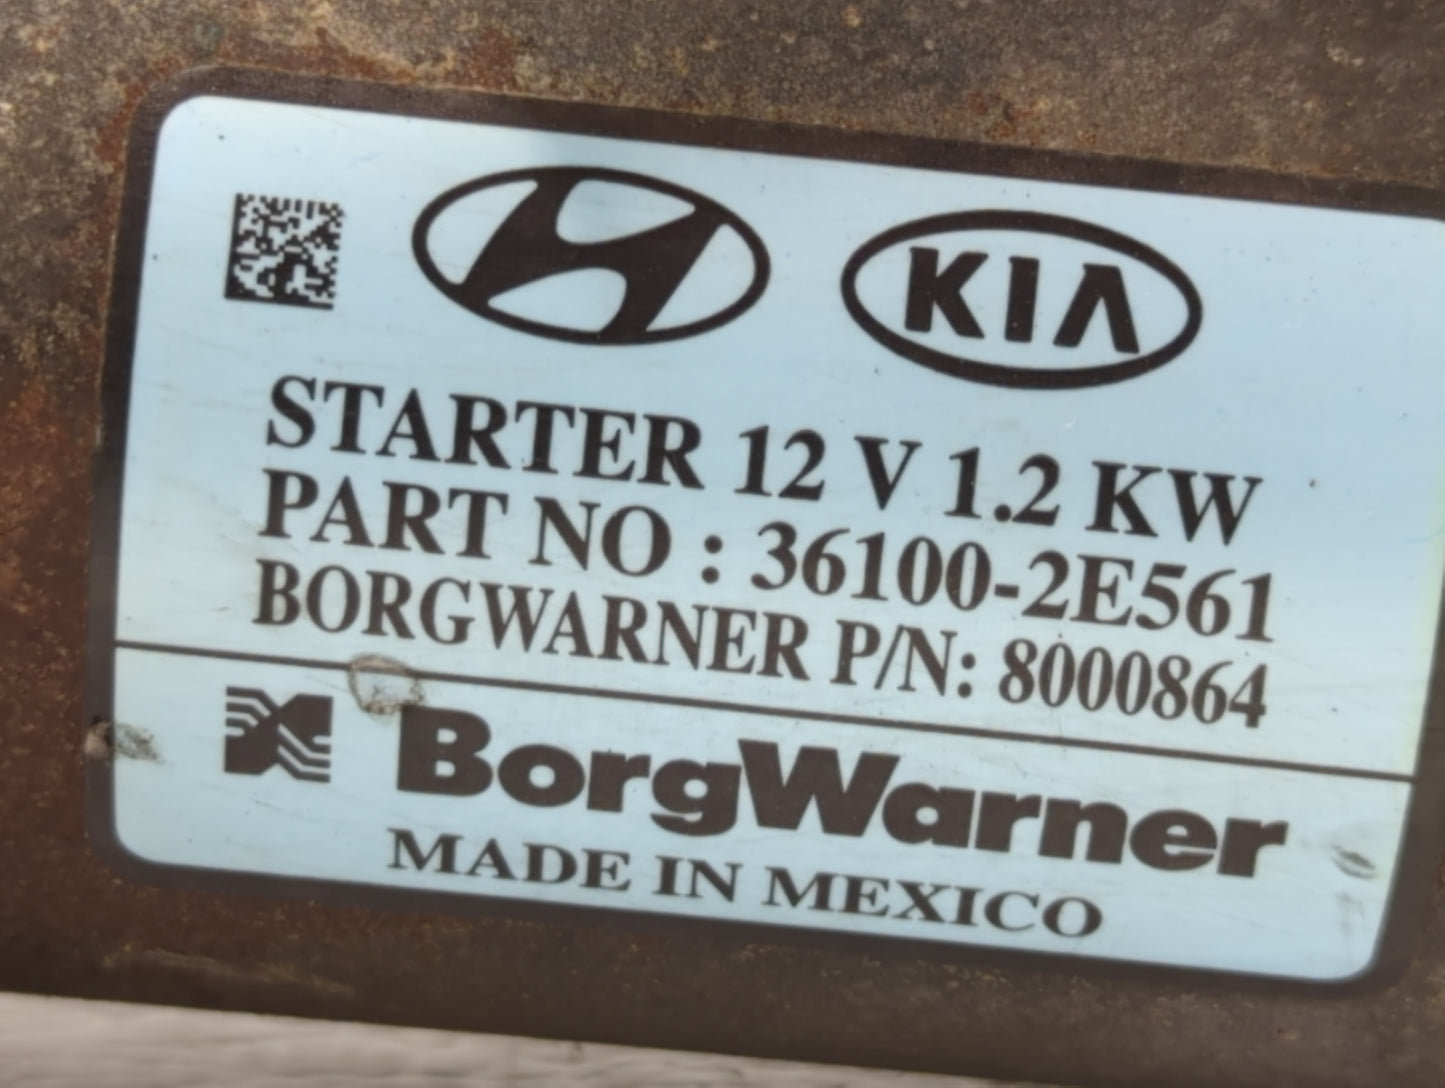 KIA
STARTER 12 V 1.2 KW
PART NO : 36100-2E561
BORGWARNER P/N: 8000864
BorgWarner
MADE IN MEXICO